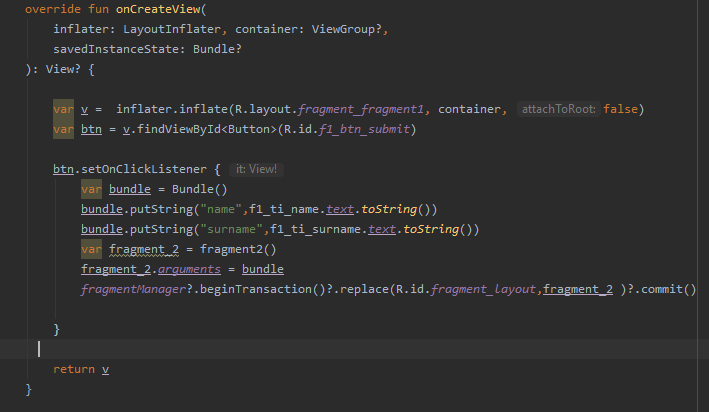 override fun onCreateView(
inflater: LayoutInflater, container: ViewGroup?,
savedInstanceState: Bundle?
): View? {
var v =  inflater.inflate(R.layout.fragment_fragment1, container, attachToRoot: false)
var btn = v.findViewById<Button>(R.id.f1_btn_submit)
btn.setOnClickListener { it: View!
var bundle = Bundle()
bundle.putString("name",f1_ti_name.text.toString())
bundle.putString("surname",f1_ti_surname.text.toString())
var fragment_2 = fragment2()
fragment_2.arguments = bundle
fragmentManager?.beginTransaction()?.replace(R.id.fragment_layout,fragment_2 )?.commit()
}
return v
}